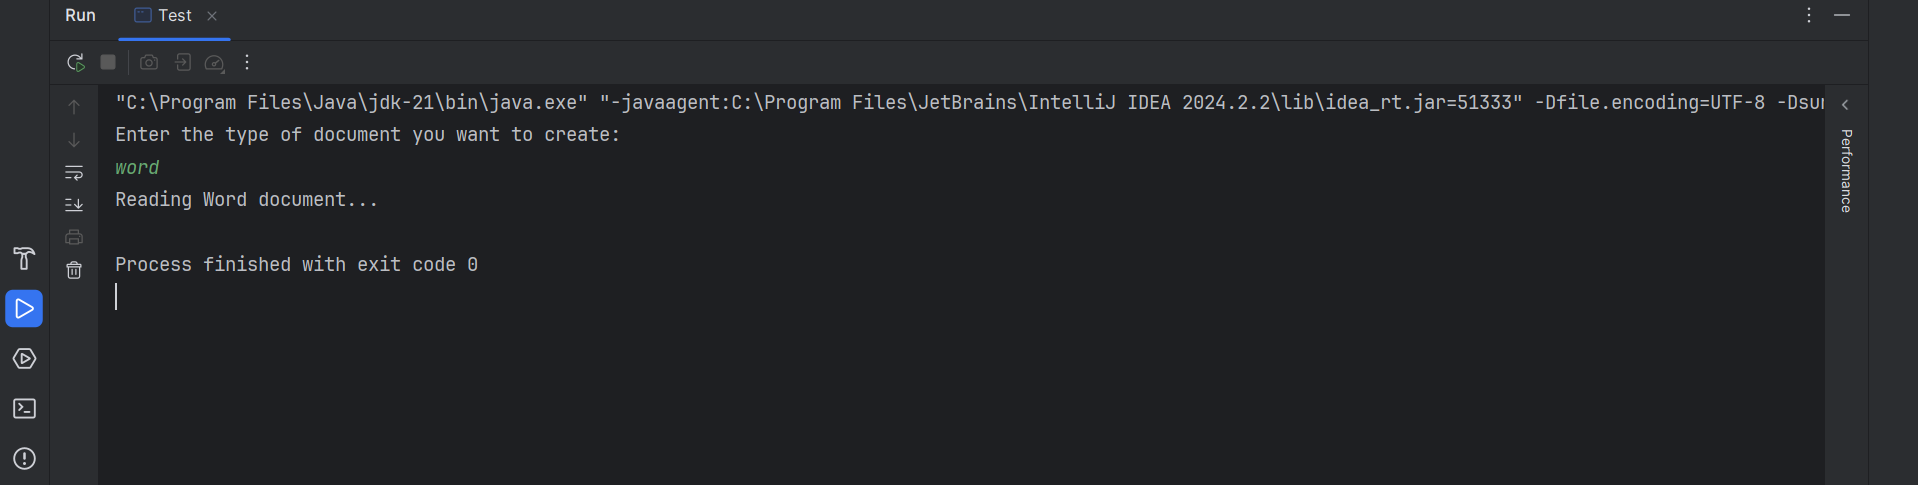 Run Test
"C:\Program Files\Java\jdk-21\bin\java.exe" "-javaagent:C:\Program Files\JetBrains\IntelliJ IDEA 2024.2.2\lib\idea_rt.jar=51333" -Dfile.encoding=UTF-8 -Dsun
Enter the type of document you want to create:
word
Reading Word document...
Process finished with exit code 0
Performance